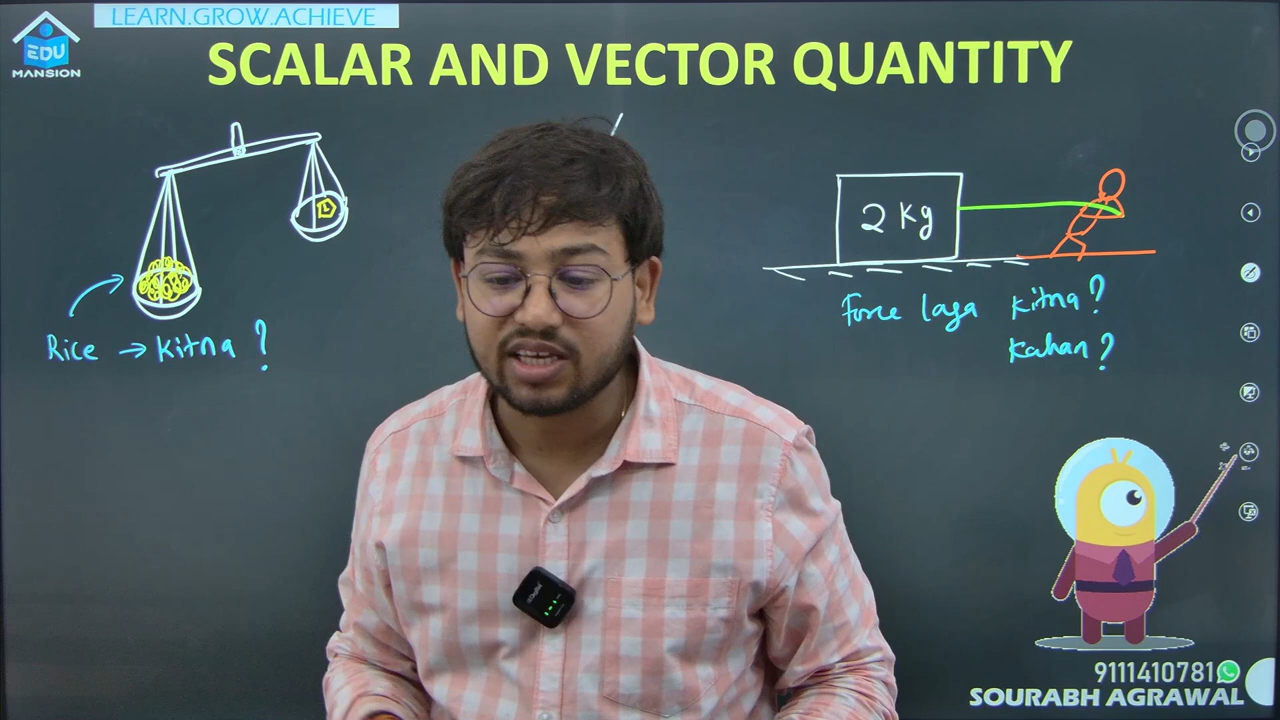 LEARN.GROW.ACHIEVE
EDU
MANSION
SCALAR AND VECTOR QUANTITY
1
2 Kg
Rice → Kitna ?
Force laga Kitna ?
Kahan ?
9111410781
SOURABH AGRAWAL